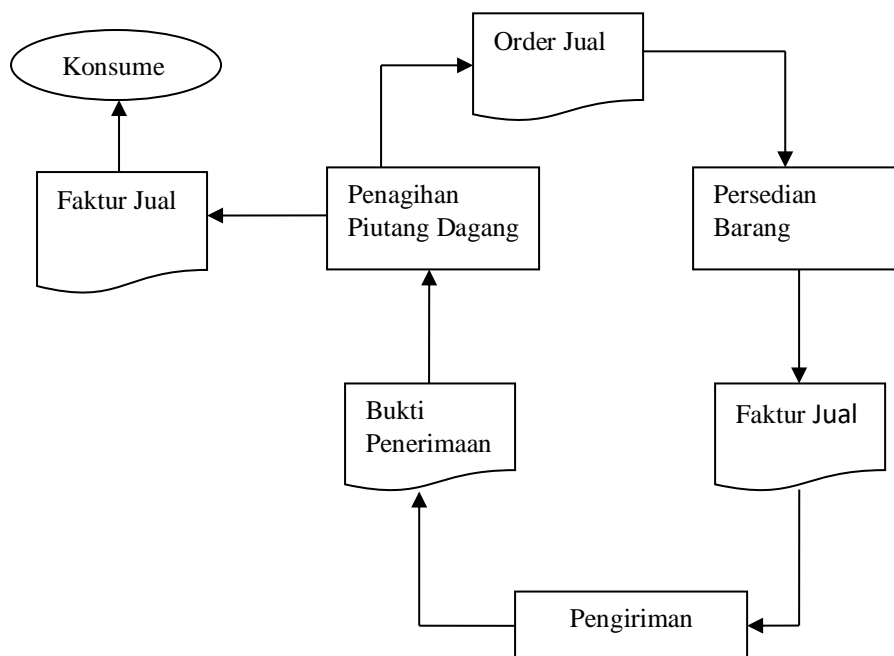 Order Jual
Konsume
Faktur Jual
Penagihan
Piutang Dagang
Persedian
Barang
Bukti
Penerimaan
Faktur Jual
Pengiriman